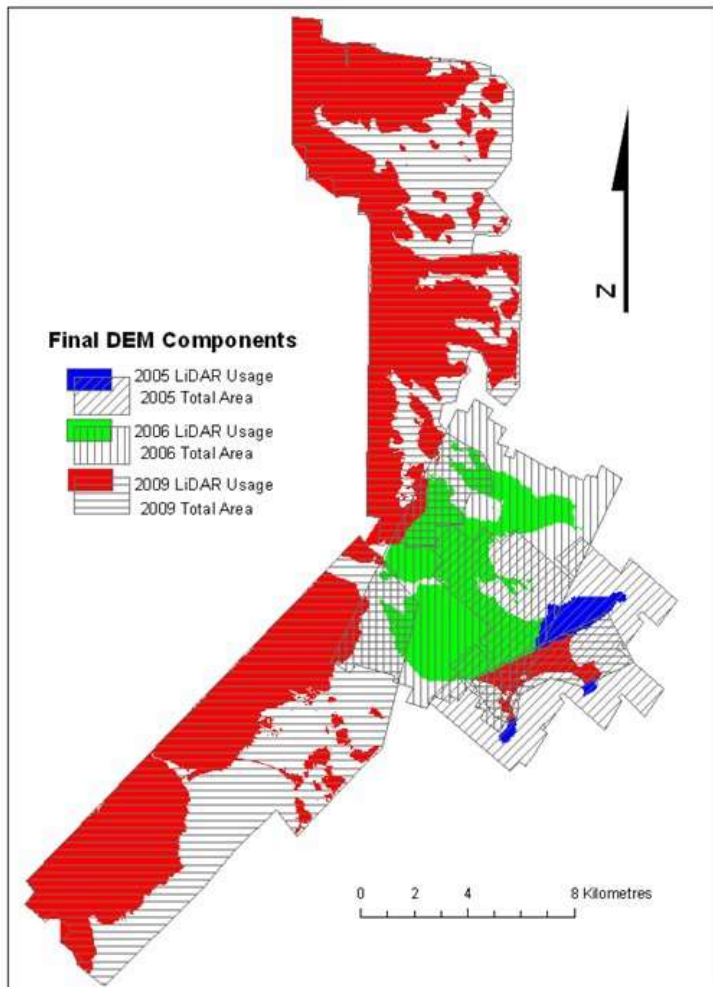 N
Final DEM Components
2005 LiDAR Usage
2005 Total Area
2006 LiDAR Usage
2006 Total Area
2009 LiDAR Usage
2009 Total Area
0 2 4 8 Kilometres